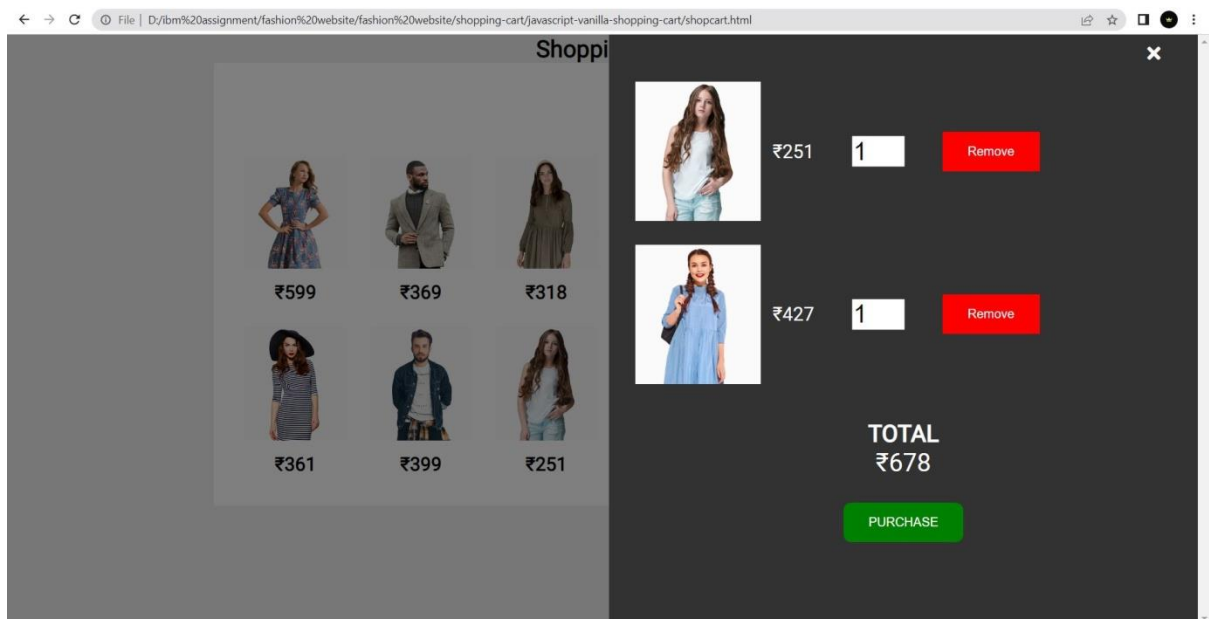 File | D:/ibm%20assignment/fashion%20website/fashion%20website/shopping-cart/javascript-vanilla-shopping-cart/shopcart.html
Shoppi
₹599 ₹369 ₹318
₹361 ₹399 ₹251
₹251 1 Remove
₹427 1 Remove
TOTAL
₹678
PURCHASE